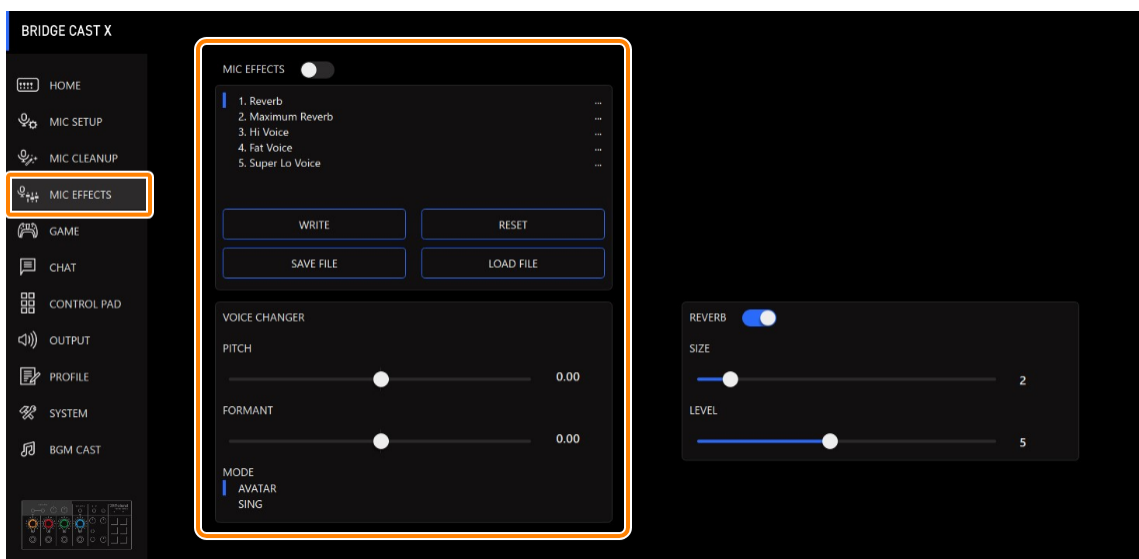 BRIDGE CAST X
HOME
MIC SETUP
MIC CLEANUP
MIC EFFECTS
GAME
CHAT
CONTROL PAD
OUTPUT
PROFILE
SYSTEM
BGM CAST
MIC EFFECTS
1. Reverb ...
2. Maximum Reverb ...
3. Hi Voice ...
4. Fat Voice ...
5. Super Lo Voice ...
WRITE RESET
SAVE FILE LOAD FILE
VOICE CHANGER
PITCH
0.00
FORMANT
0.00
MODE
AVATAR
SING
REVERB
SIZE
2
LEVEL
5